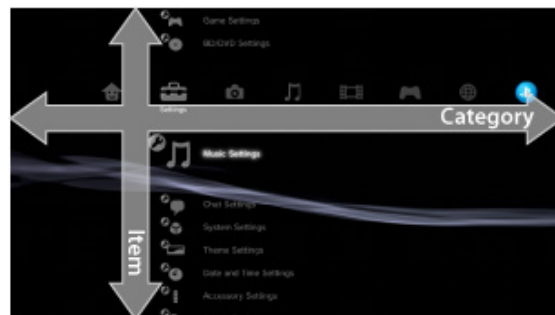 Game Settings
BD/DVD Settings
Settings
Category
Music Settings
Chat Settings
System Settings
Theme Settings
Date and Time Settings
Accessory Settings
Item